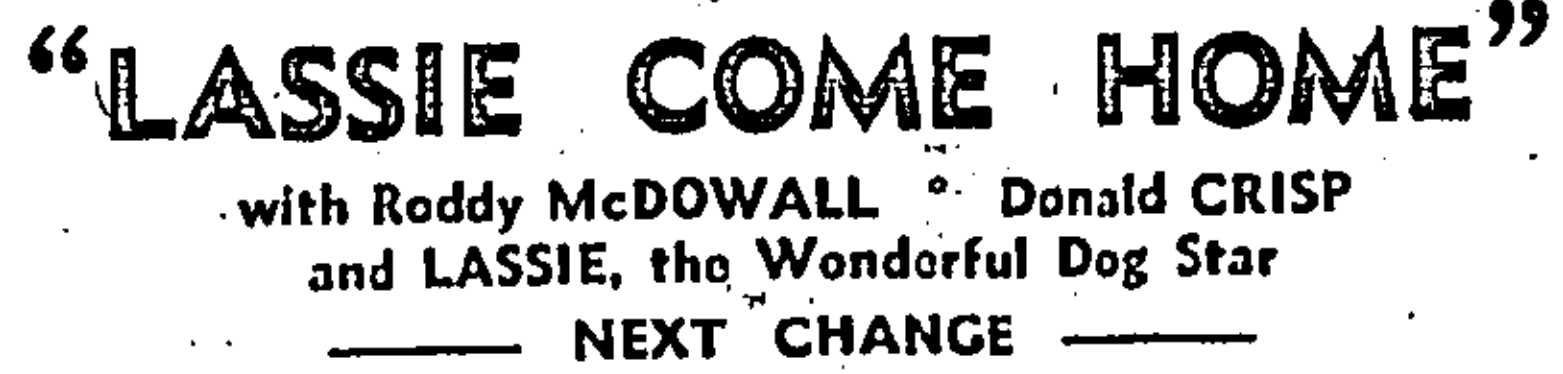 "LASSIE COME HOME"
with Roddy McDOWALL ° Donald CRISP
and LASSIE, the Wonderful Dog Star
NEXT CHANGE